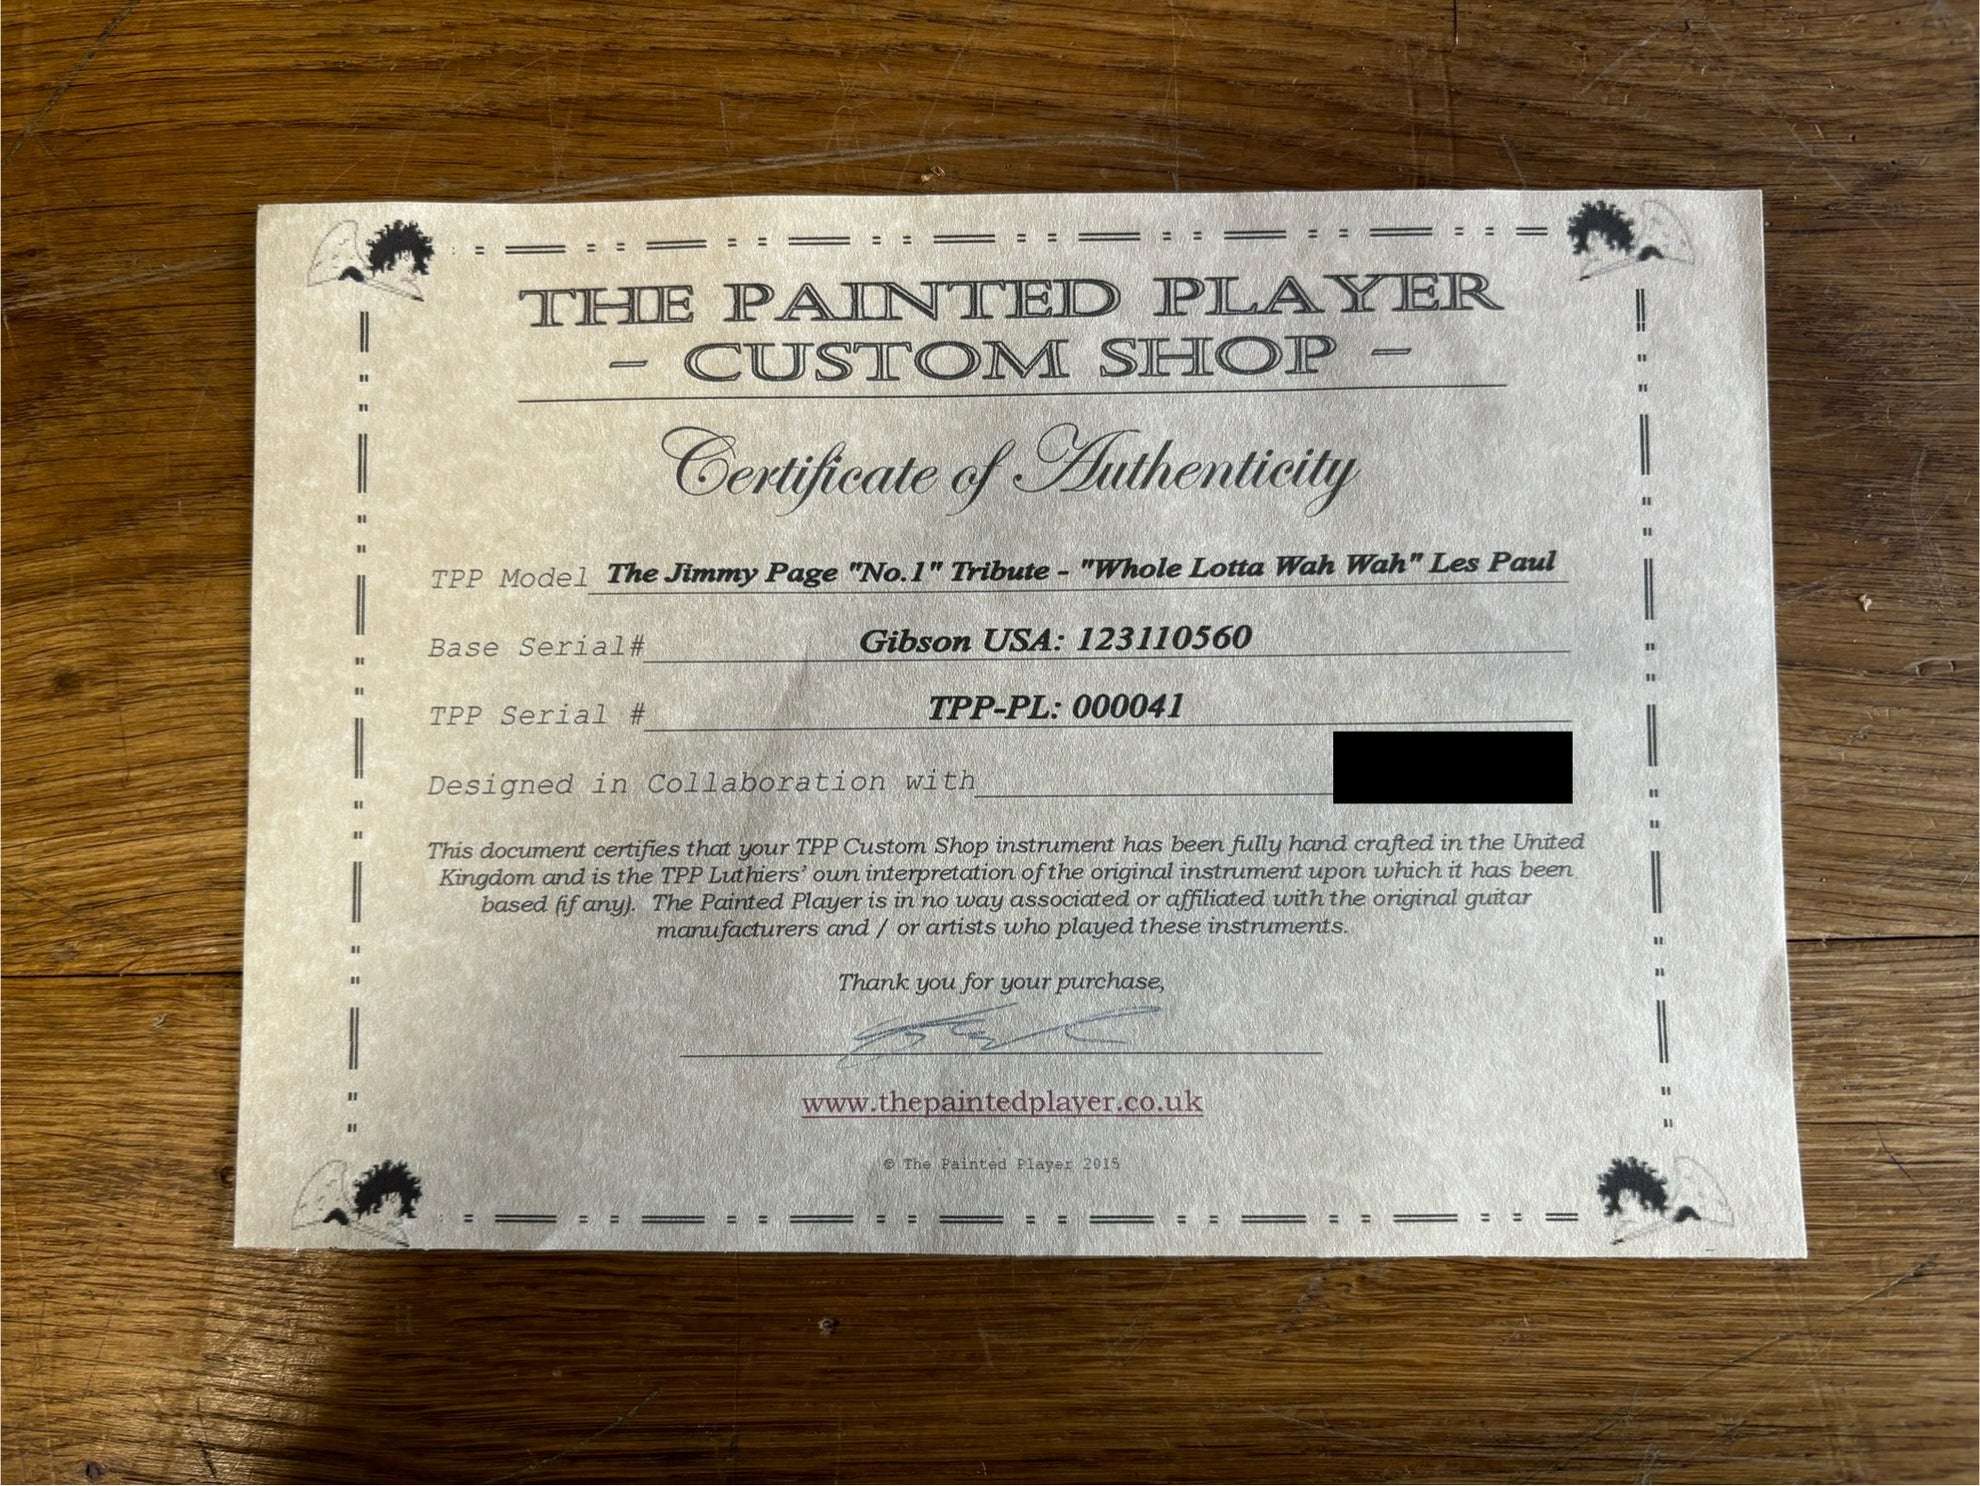 THE PAINTED PLAYER
- CUSTOM SHOP -
Certificate of Authenticity
TPP Model The Jimmy Page "No.1" Tribute - "Whole Lotta Wah Wah" Les Paul
Base Serial# Gibson USA: 123110560
TPP Serial # TPP-PL: 000041
Designed in Collaboration with
This document certifies that your TPP Custom Shop instrument has been fully hand crafted in the United
Kingdom and is the TPP Luthiers' own interpretation of the original instrument upon which it has been
based (if any). The Painted Player is in no way associated or affiliated with the original guitar
manufacturers and / or artists who played these instruments.
Thank you for your purchase,
www.thepaintedplayer.co.uk
© The Painted Player 2015